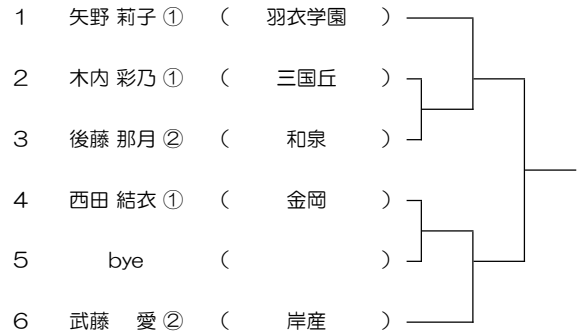 1 矢野 莉子 ① ( 羽衣学園 )
2 木内 彩乃 ① ( 三国丘 )
3 後藤 那月 ② ( 和泉 )
4 西田 結衣 ① ( 金岡 )
5 bye ( )
6 武藤 愛 ② ( 岸産 )